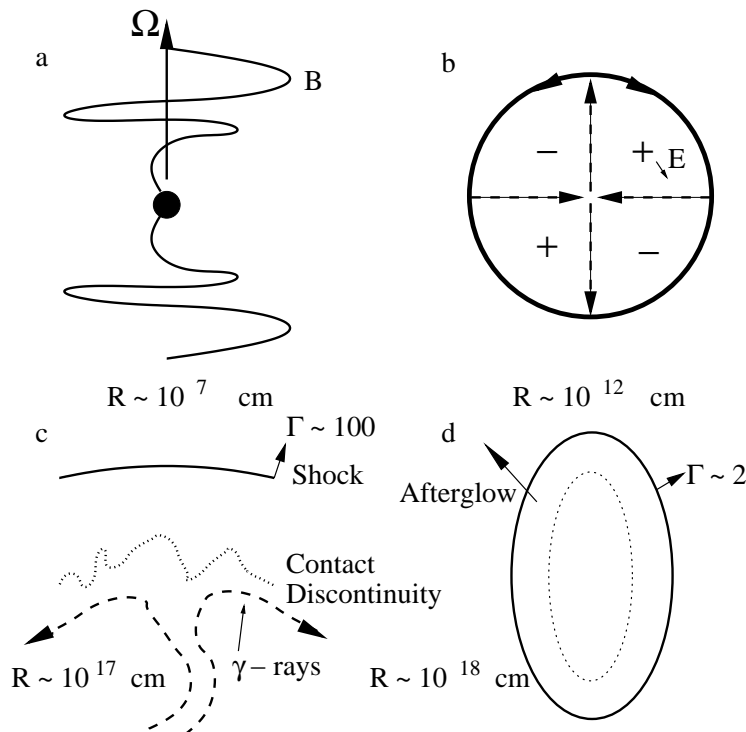 a
Ω
B
R ~ 10 7 cm
b
−
+
E
+
−
R ~ 10 12 cm
c
Γ ~ 100
Shock
Contact
Discontinuity
γ − rays
R ~ 10 17 cm
d
Afterglow
Γ ~ 2
R ~ 10 18 cm